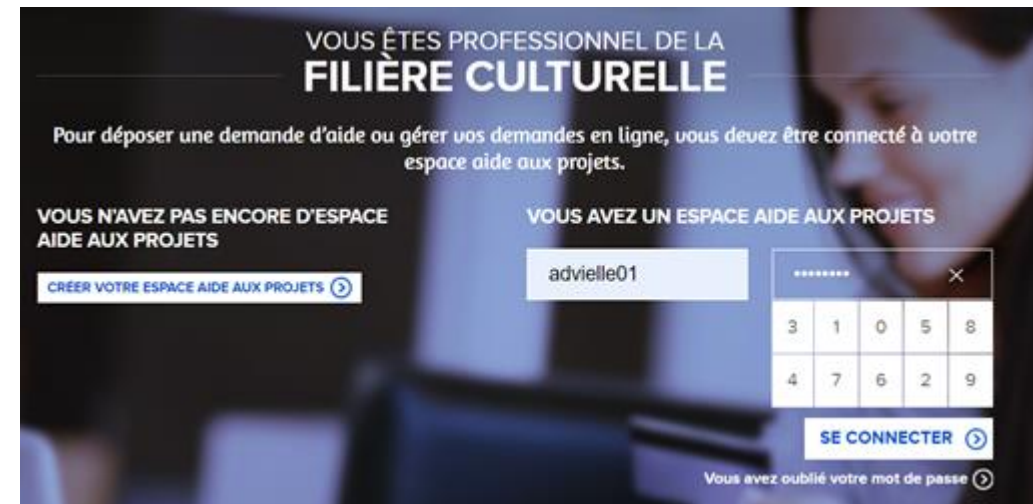 VOUS ÊTES PROFESSIONNEL DE LA
FILIÈRE CULTURELLE
Pour déposer une demande d'aide ou gérer vos demandes en ligne, vous devez être connecté à votre
espace aide aux projets.
VOUS N'AVEZ PAS ENCORE D'ESPACE
AIDE AUX PROJETS
CRÉER VOTRE ESPACE AIDE AUX PROJETS
VOUS AVEZ UN ESPACE AIDE AUX PROJETS
advielle01
••••••••
3 1 0 5 8
4 7 6 2 9
SE CONNECTER
Vous avez oublié votre mot de passe